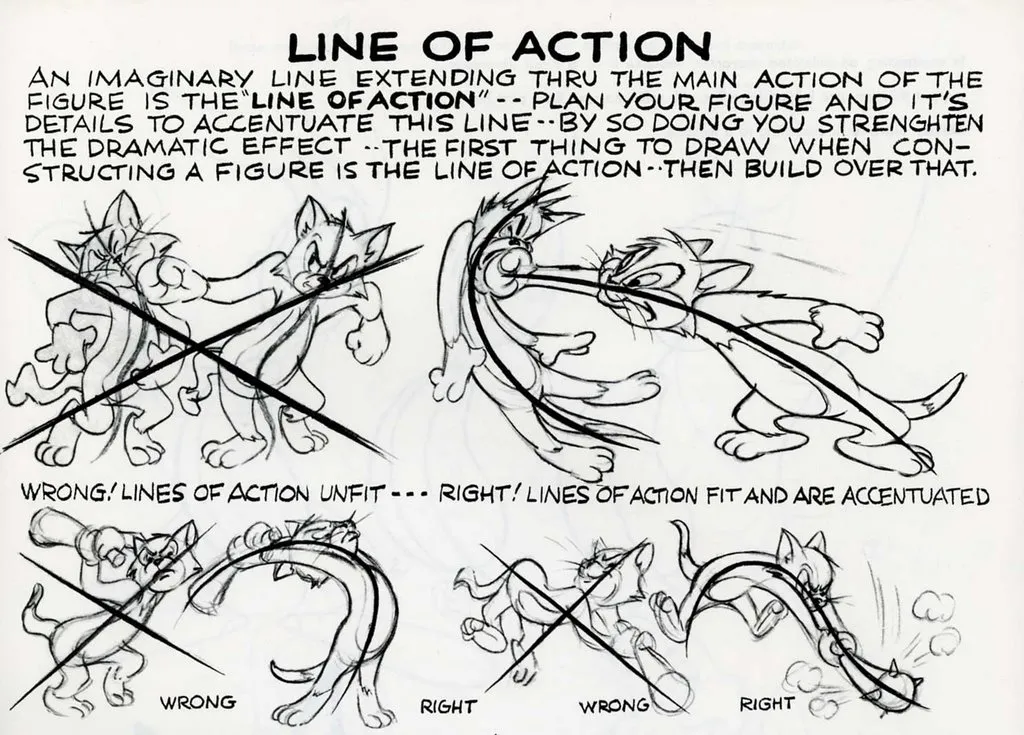 LINE OF ACTION
AN IMAGINARY LINE EXTENDING THRU THE MAIN ACTION OF THE
FIGURE IS THE "LINE OF ACTION" -- PLAN YOUR FIGURE AND IT'S
DETAILS TO ACCENTUATE THIS LINE -- BY SO DOING YOU STRENGHTEN
THE DRAMATIC EFFECT -- THE FIRST THING TO DRAW WHEN CON-
STRUCTING A FIGURE IS THE LINE OF ACTION -- THEN BUILD OVER THAT.
WRONG! LINES OF ACTION UNFIT --- RIGHT! LINES OF ACTION FIT AND ARE ACCENTUATED
WRONG RIGHT WRONG RIGHT